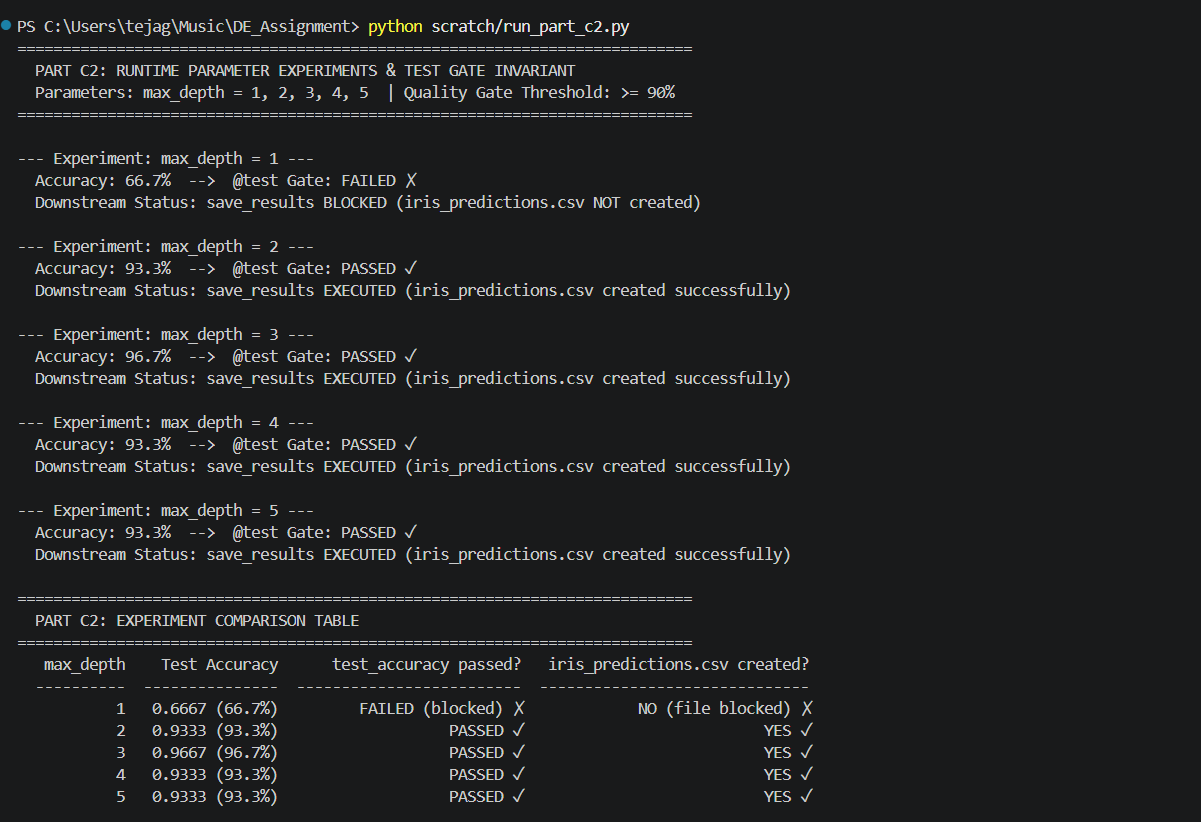 PS C:\Users\tejag\Music\DE_Assignment> python scratch/run_part_c2.py
===========================================================================
PART C2: RUNTIME PARAMETER EXPERIMENTS & TEST GATE INVARIANT
Parameters: max_depth = 1, 2, 3, 4, 5 | Quality Gate Threshold: >= 90%
===========================================================================
--- Experiment: max_depth = 1 ---
Accuracy: 66.7% --> @test Gate: FAILED ✗
Downstream Status: save_results BLOCKED (iris_predictions.csv NOT created)
--- Experiment: max_depth = 2 ---
Accuracy: 93.3% --> @test Gate: PASSED ✓
Downstream Status: save_results EXECUTED (iris_predictions.csv created successfully)
--- Experiment: max_depth = 3 ---
Accuracy: 96.7% --> @test Gate: PASSED ✓
Downstream Status: save_results EXECUTED (iris_predictions.csv created successfully)
--- Experiment: max_depth = 4 ---
Accuracy: 93.3% --> @test Gate: PASSED ✓
Downstream Status: save_results EXECUTED (iris_predictions.csv created successfully)
--- Experiment: max_depth = 5 ---
Accuracy: 93.3% --> @test Gate: PASSED ✓
Downstream Status: save_results EXECUTED (iris_predictions.csv created successfully)
===========================================================================
PART C2: EXPERIMENT COMPARISON TABLE
===========================================================================
max_depth Test Accuracy test_accuracy passed? iris_predictions.csv created?
---------- --------------- ------------------------- ------------------------------
1 0.6667 (66.7%) FAILED (blocked) ✗ NO (file blocked) ✗
2 0.9333 (93.3%) PASSED ✓ YES ✓
3 0.9667 (96.7%) PASSED ✓ YES ✓
4 0.9333 (93.3%) PASSED ✓ YES ✓
5 0.9333 (93.3%) PASSED ✓ YES ✓